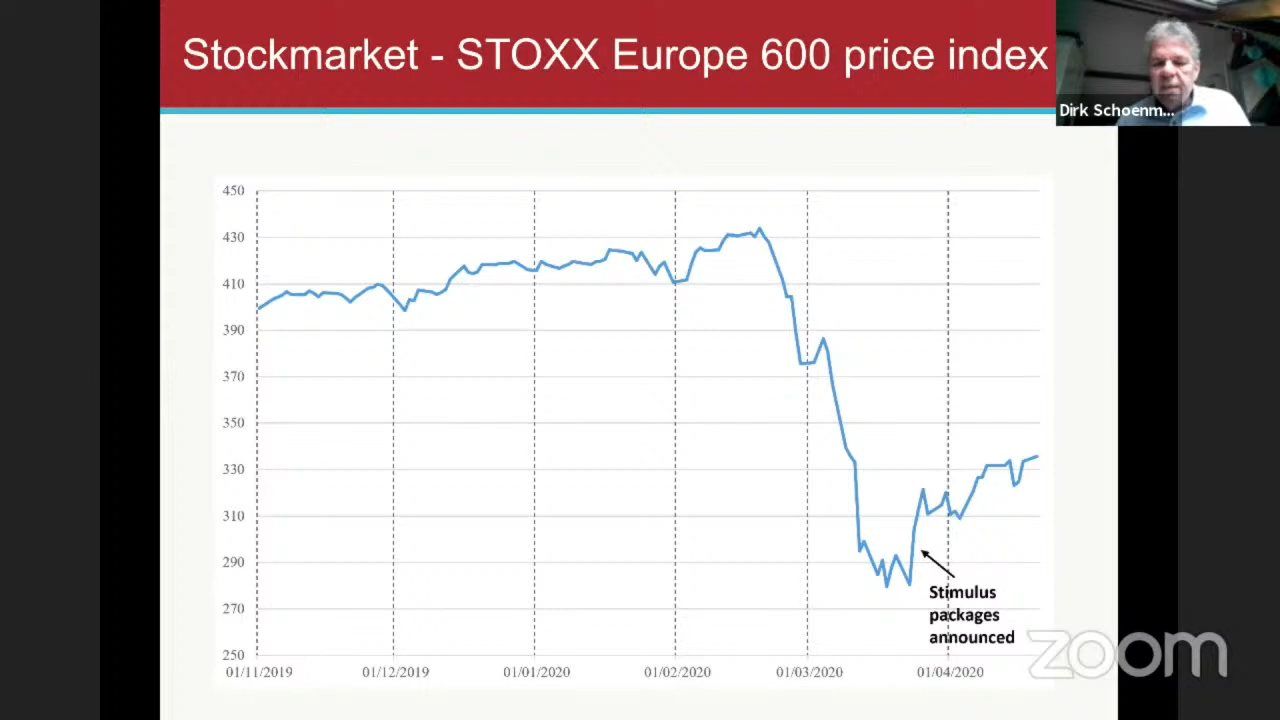 Stockmarket - STOXX Europe 600 price index
Dirk Schoenm...
450
430
410
390
370
350
330
310
290
270
250
Stimulus
packages
announced
01/11/2019 01/12/2019 01/01/2020 01/02/2020 01/03/2020 01/04/2020
zoom